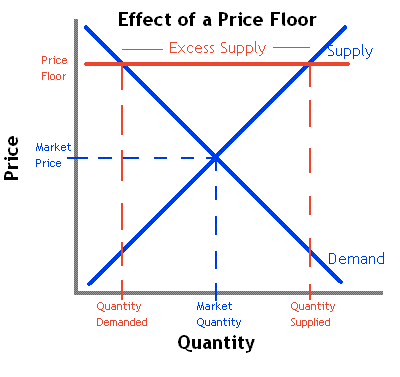 Effect of a Price Floor
Excess Supply
Supply
Price
Floor
Market
Price
Price
Demand
Quantity
Demanded
Market
Quantity
Quantity
Supplied
Quantity